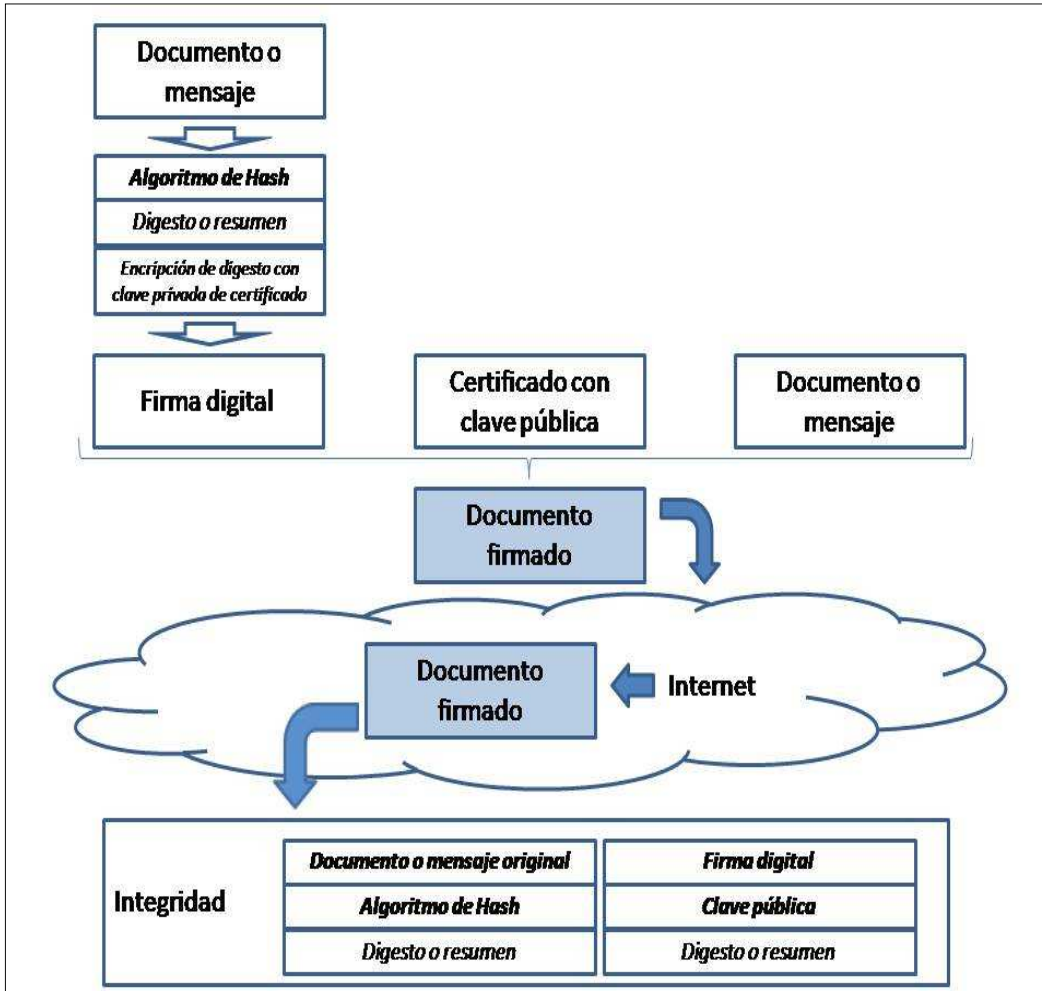 Documento o
mensaje
Algoritmo de Hash
Digesto o resumen
Encripción de digesto con
clave privada de certificado
Firma digital
Certificado con
clave pública
Documento o
mensaje
Documento
firmado
Documento
firmado
Internet
Integridad
Documento o mensaje original
Algoritmo de Hash
Digesto o resumen
Firma digital
Clave pública
Digesto o resumen